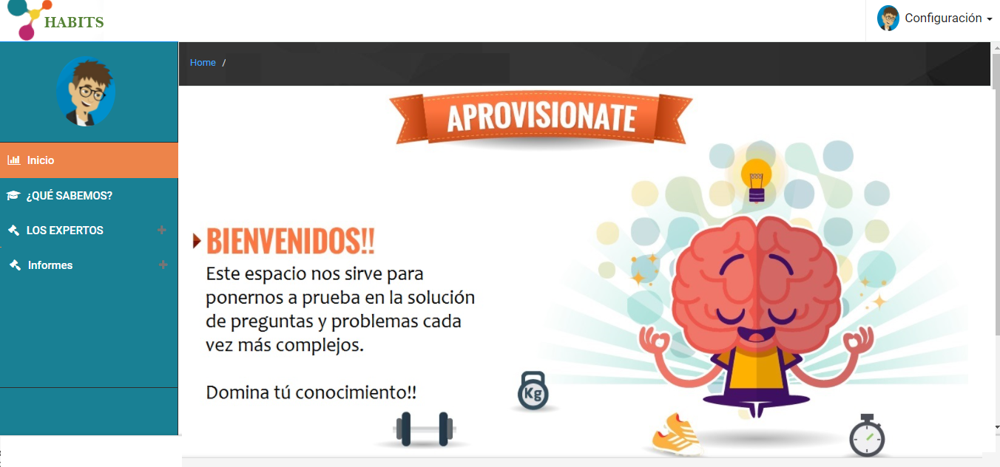 HABITS
Configuración
Home /
APROVISIONATE
Inicio
¿QUÉ SABEMOS?
LOS EXPERTOS
Informes
BIENVENIDOS!!
Este espacio nos sirve para
ponernos a prueba en la solución
de preguntas y problemas cada
vez más complejos.
Domina tú conocimiento!!
Kg